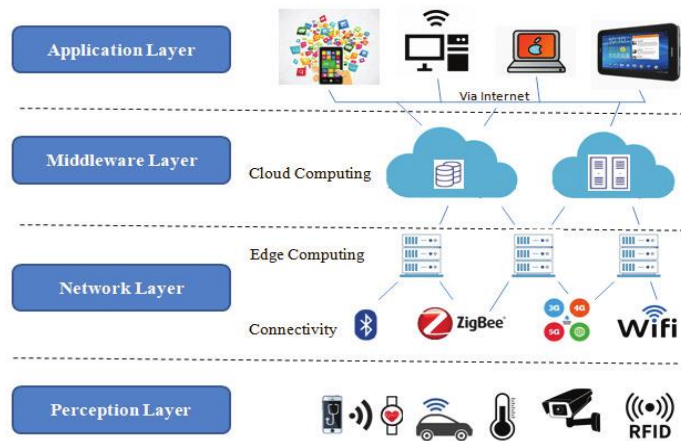 Application Layer
Via Internet
Middleware Layer
Cloud Computing
Edge Computing
Network Layer
Connectivity
ZigBee®
3G 4G
5G
Wifi
Perception Layer
RFID